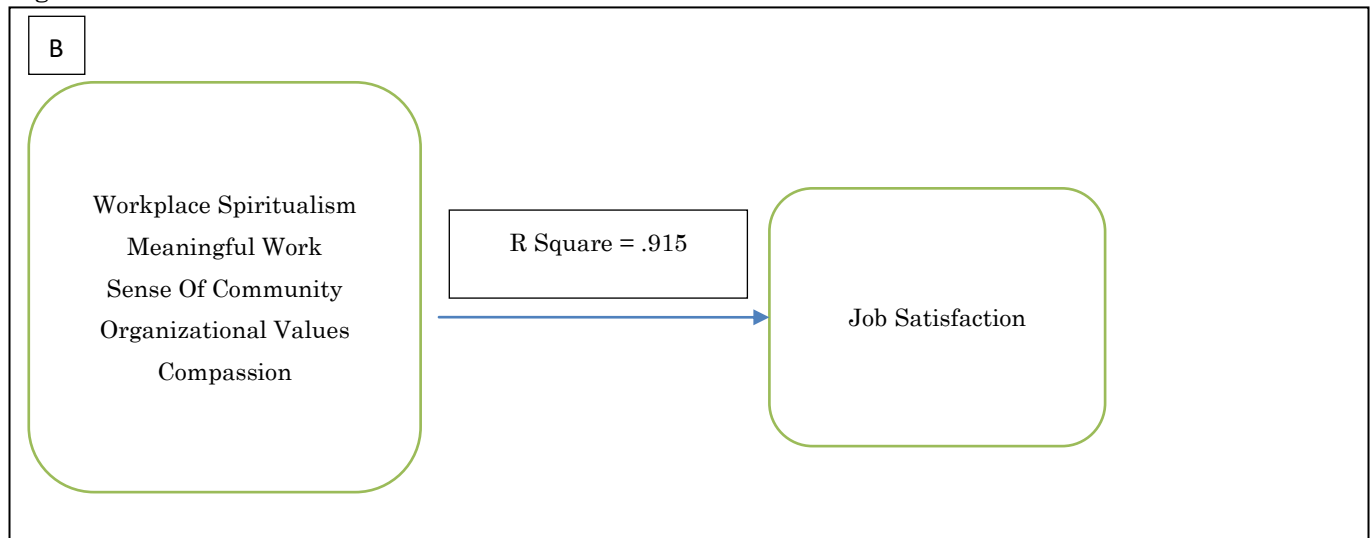 B
Workplace Spiritualism
Meaningful Work
Sense Of Community
Organizational Values
Compassion
R Square = .915
Job Satisfaction